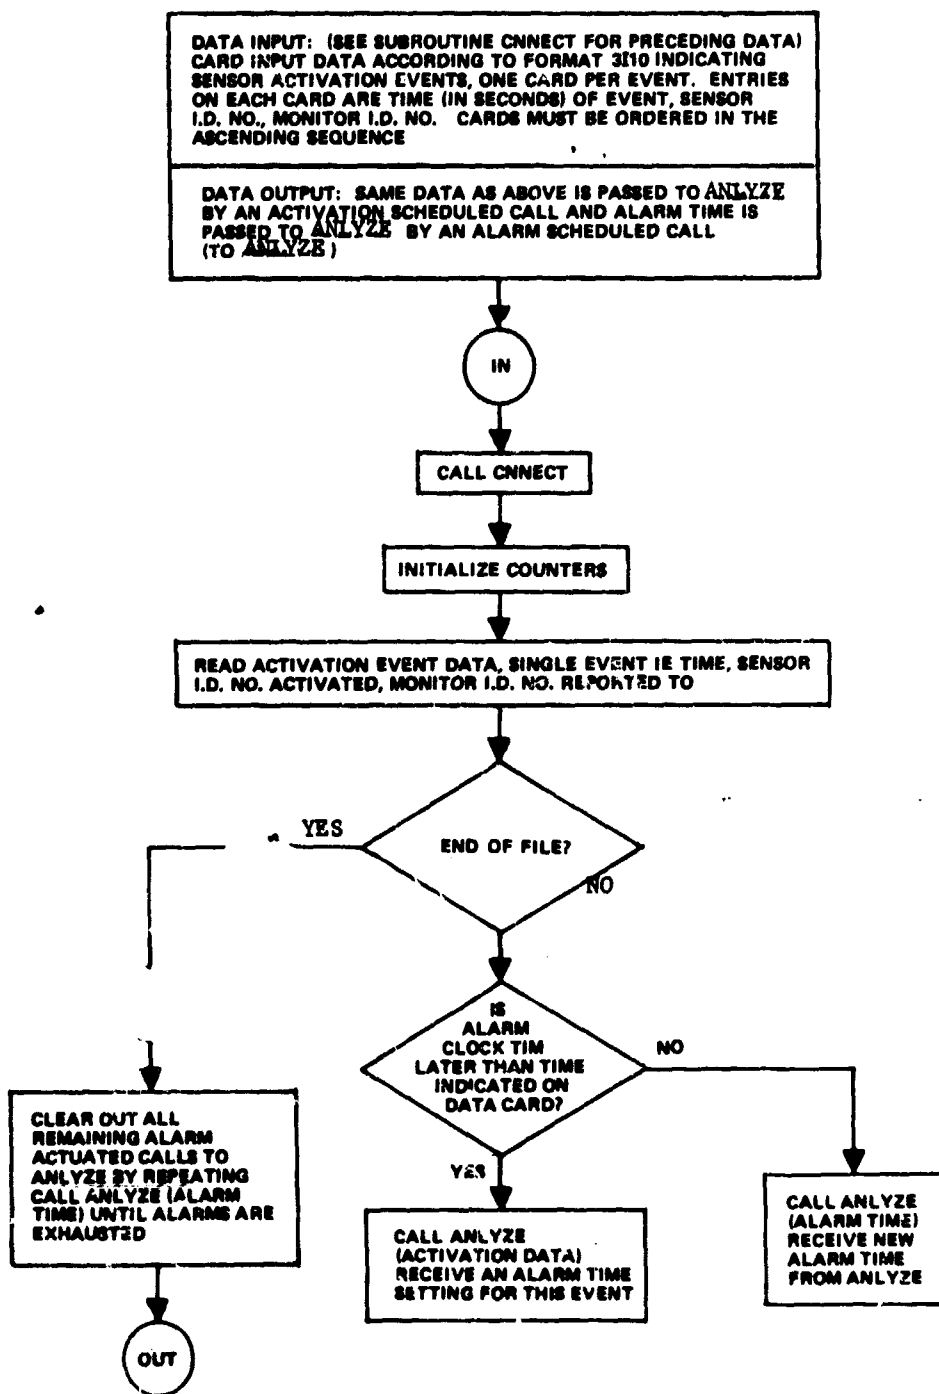 DATA INPUT: (SEE SUBROUTINE CNNECT FOR PRECEDING DATA)
CARD INPUT DATA ACCORDING TO FORMAT 3I10 INDICATING
SENSOR ACTIVATION EVENTS, ONE CARD PER EVENT. ENTRIES
ON EACH CARD ARE TIME (IN SECONDS) OF EVENT, SENSOR
I.D. NO., MONITOR I.D. NO. CARDS MUST BE ORDERED IN THE
ASCENDING SEQUENCE
DATA OUTPUT: SAME DATA AS ABOVE IS PASSED TO ANLYZE
BY AN ACTIVATION SCHEDULED CALL AND ALARM TIME IS
PASSED TO ANLYZE BY AN ALARM SCHEDULED CALL
(TO ANLYZE)
IN
CALL CNNECT
INITIALIZE COUNTERS
READ ACTIVATION EVENT DATA, SINGLE EVENT IE TIME, SENSOR
I.D. NO. ACTIVATED, MONITOR I.D. NO. REPORTED TO
YES
END OF FILE?
NO
IS
ALARM
CLOCK TIM
LATER THAN TIME
INDICATED ON
DATA CARD?
NO
YES
CLEAR OUT ALL
REMAINING ALARM
ACTUATED CALLS TO
ANLYZE BY REPEATING
CALL ANLYZE (ALARM
TIME) UNTIL ALARMS ARE
EXHAUSTED
CALL ANLYZE
(ACTIVATION DATA)
RECEIVE AN ALARM TIME
SETTING FOR THIS EVENT
CALL ANLYZE
(ALARM TIME)
RECEIVE NEW
ALARM TIME
FROM ANLYZE
OUT